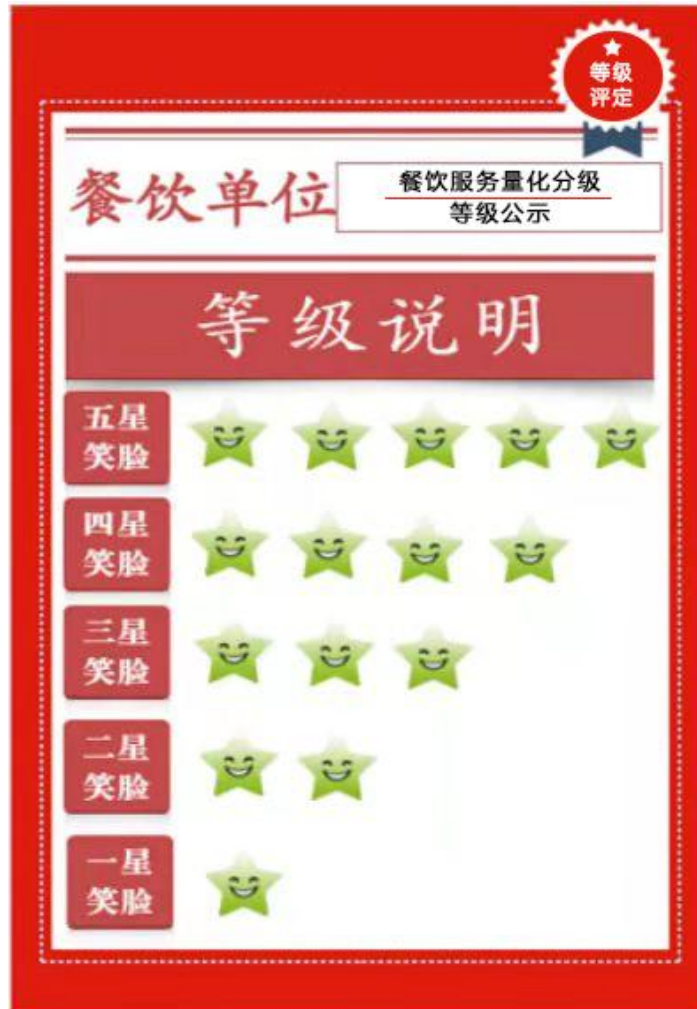 等级
评定
餐饮单位
餐饮服务量化分级
等级公示
等级说明
五星
笑脸
四星
笑脸
三星
笑脸
二星
笑脸
一星
笑脸